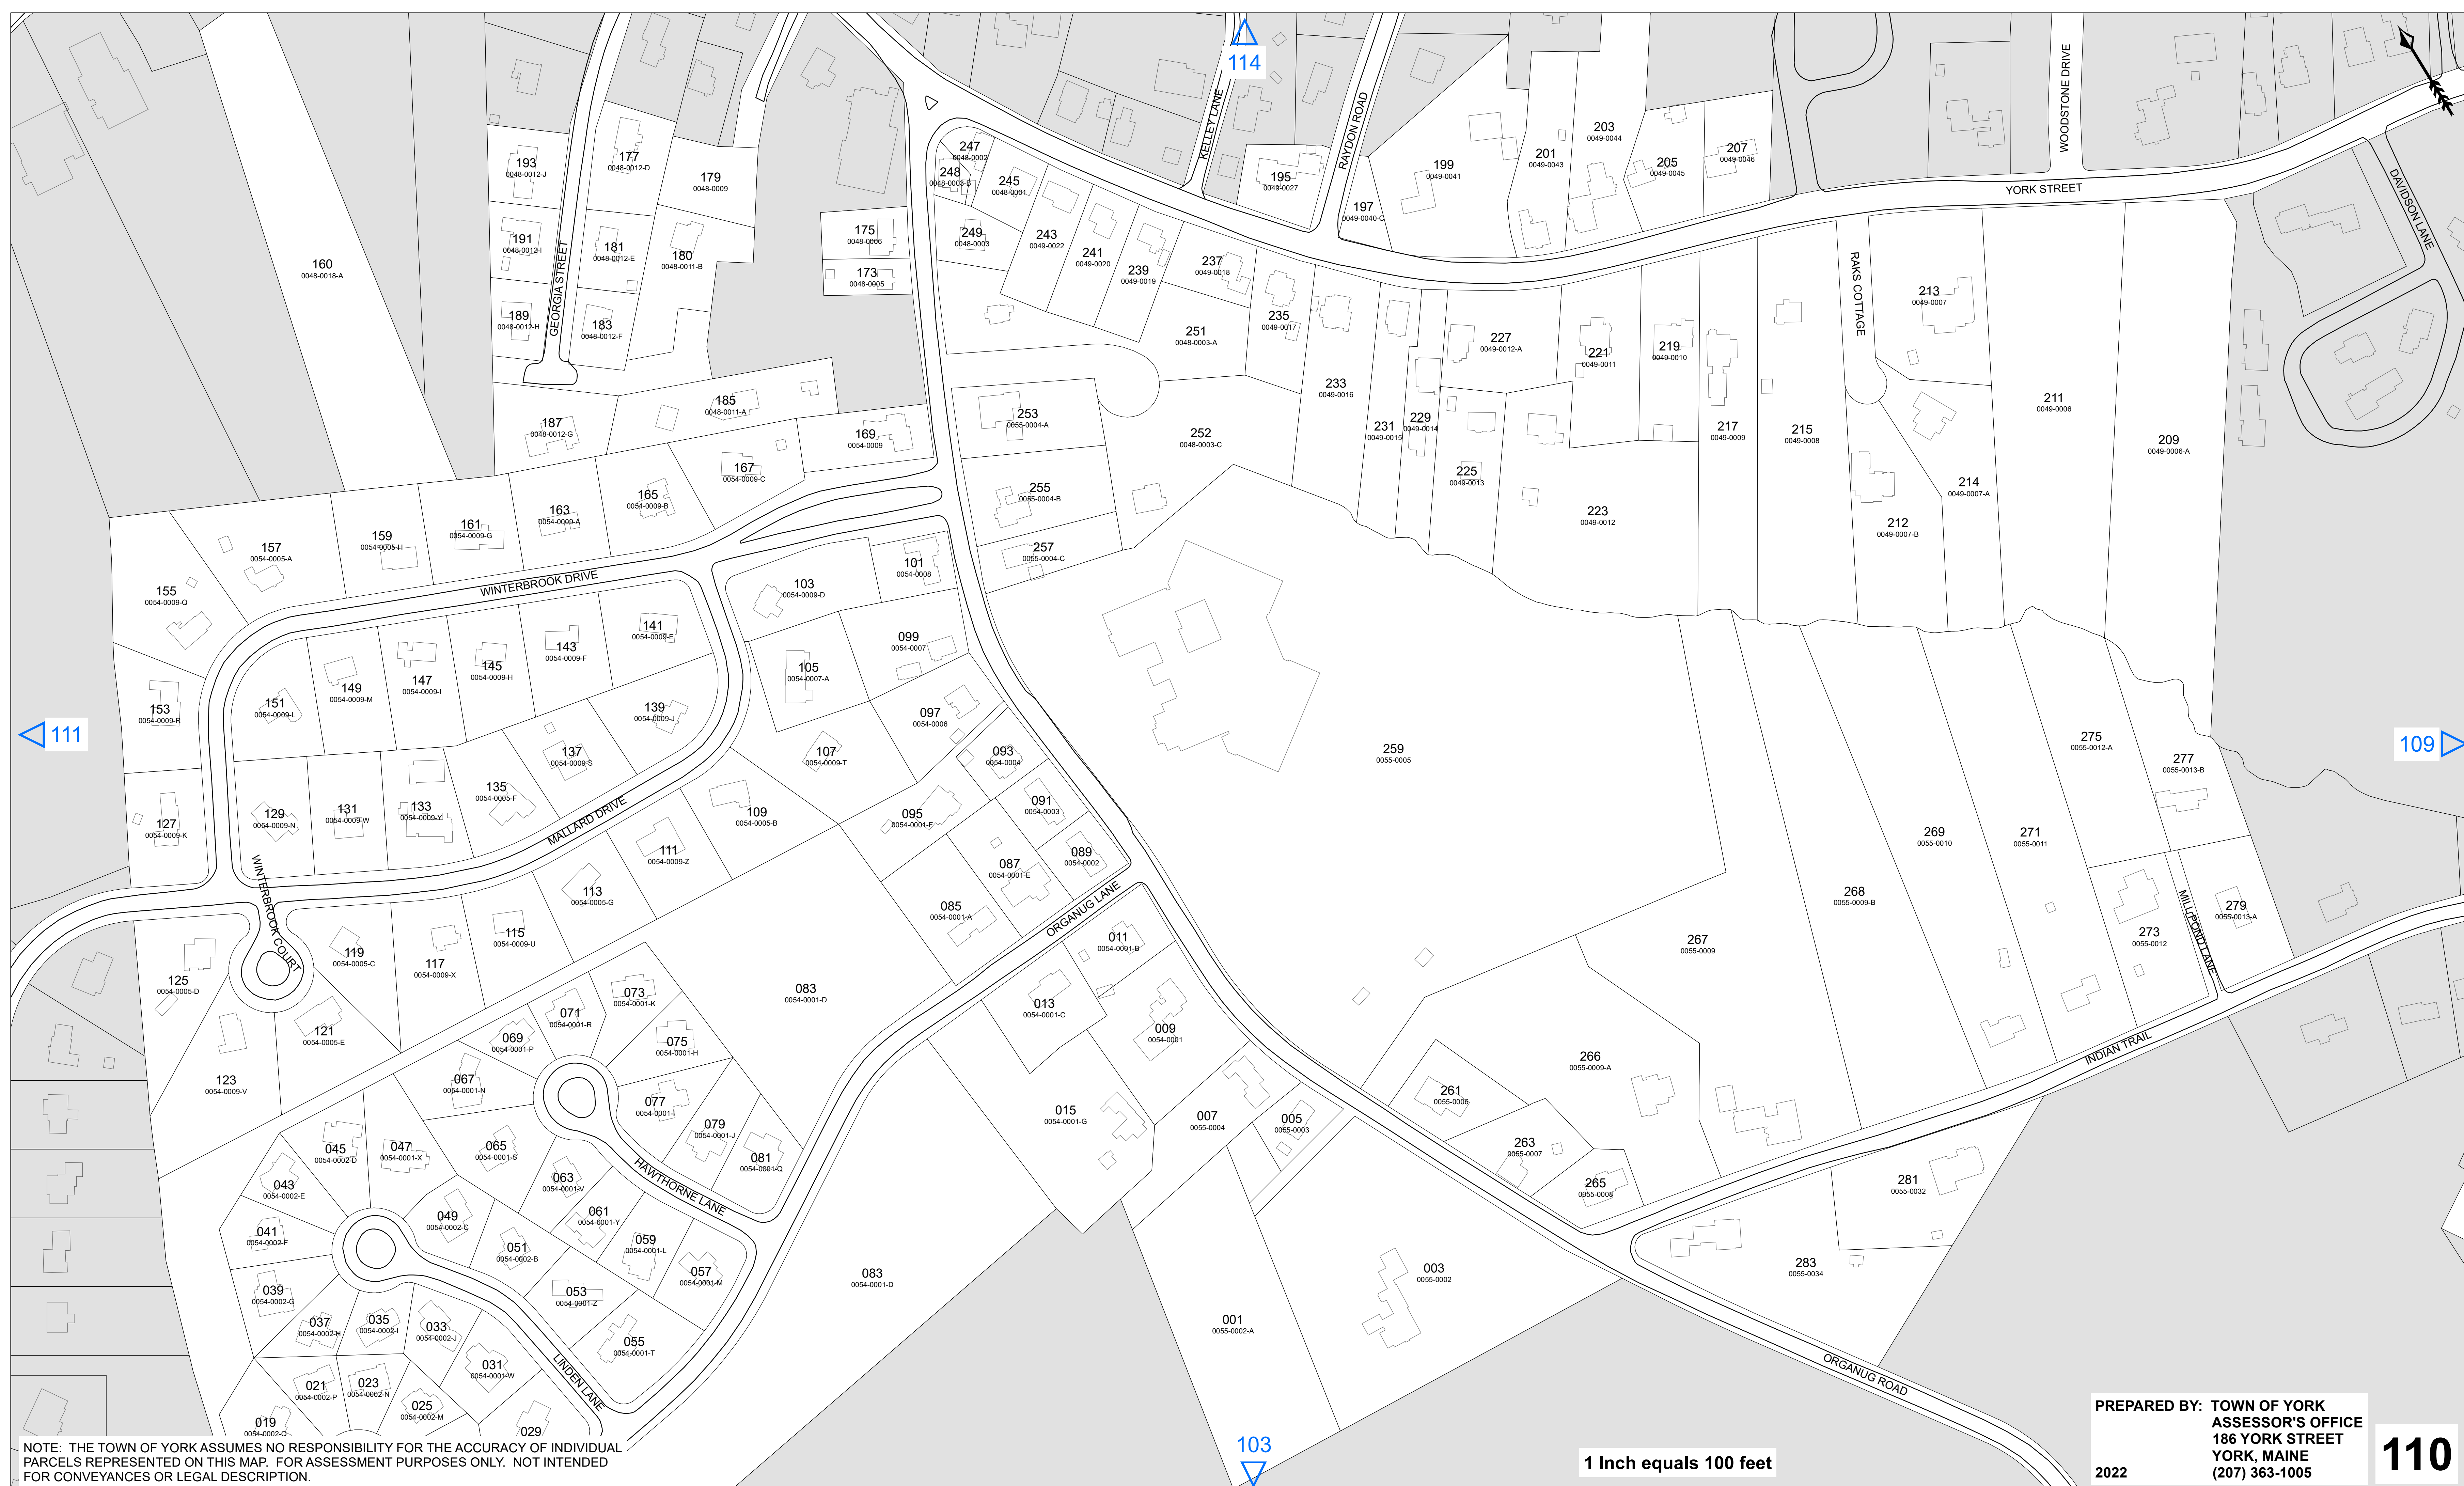 114
KELLEY LANE
RAYDON ROAD
WOODSTONE DRIVE
YORK STREET
DAVIDSON LANE
GEORGIA STREET
RAKS COTTAGE
193
0048-0012-J
177
0048-0012-D
179
0048-0009
247
0048-0002
248
0048-0003-B
245
0048-0001
195
0049-0027
197
0049-0040-C
199
0049-0041
201
0049-0043
203
0049-0044
205
0049-0045
207
0049-0046
160
0048-0018-A
191
0048-0012-I
181
0048-0012-E
180
0048-0011-B
175
0048-0006
173
0048-0005
249
0048-0003
243
0049-0022
241
0049-0020
239
0049-0019
237
0049-0018
235
0049-0017
189
0048-0012-H
183
0048-0012-F
251
0048-0003-A
233
0049-0016
231
0049-0015
229
0049-0014
227
0049-0012-A
225
0049-0013
221
0049-0011
219
0049-0010
223
0049-0012
217
0049-0009
215
0049-0008
213
0049-0007
212
0049-0007-B
214
0049-0007-A
211
0049-0006
209
0049-0006-A
187
0048-0012-G
185
0048-0011-A
169
0054-0009
167
0054-0009-C
165
0054-0009-B
163
0054-0009-A
161
0054-0009-G
159
0054-0005-H
157
0054-0005-A
155
0054-0009-Q
253
0055-0004-A
252
0048-0003-C
255
0055-0004-B
257
0055-0004-C
WINTERBROOK DRIVE
101
0054-0008
103
0054-0009-D
099
0054-0007
105
0054-0007-A
097
0054-0006
141
0054-0009-E
143
0054-0009-F
145
0054-0009-H
147
0054-0009-I
149
0054-0009-M
151
0054-0009-L
153
0054-0009-R
139
0054-0009-J
137
0054-0009-S
135
0054-0005-F
133
0054-0009-Y
131
0054-0009-W
129
0054-0009-N
127
0054-0009-K
111
109
MALLARD DRIVE
107
0054-0009-T
109
0054-0005-B
111
0054-0009-Z
113
0054-0005-G
115
0054-0009-U
117
0054-0009-X
119
0054-0005-C
121
0054-0005-E
123
0054-0009-V
125
0054-0005-D
WINTERBROOK COURT
093
0054-0004
091
0054-0003
089
0054-0002
095
0054-0001-F
087
0054-0001-E
085
0054-0001-A
ORGANUG LANE
259
0055-0005
275
0055-0012-A
277
0055-0013-B
269
0055-0010
271
0055-0011
268
0055-0009-B
267
0055-0009
273
0055-0012
279
0055-0013-A
MILL POND LANE
INDIAN TRAIL
266
0055-0009-A
261
0055-0006
263
0055-0007
265
0055-0008
281
0055-0032
283
0055-0034
011
0054-0001-B
013
0054-0001-C
009
0054-0001
015
0054-0001-G
007
0055-0004
005
0055-0003
003
0055-0002
001
0055-0002-A
083
0054-0001-D
083
0054-0001-D
073
0054-0001-K
071
0054-0001-R
069
0054-0001-P
067
0054-0001-N
075
0054-0001-H
077
0054-0001-I
079
0054-0001-J
081
0054-0001-Q
065
0054-0001-S
063
0054-0001-V
061
0054-0001-Y
059
0054-0001-L
057
0054-0001-M
055
0054-0001-T
053
0054-0001-Z
051
0054-0002-B
049
0054-0002-C
047
0054-0001-X
045
0054-0002-D
043
0054-0002-E
041
0054-0002-F
039
0054-0002-G
037
0054-0002-H
035
0054-0002-I
033
0054-0002-J
031
0054-0001-W
029
025
0054-0002-M
023
0054-0002-N
021
0054-0002-P
019
0054-0002-Q
HAWTHORNE LANE
LINDEN LANE
ORGANUG ROAD
103
NOTE: THE TOWN OF YORK ASSUMES NO RESPONSIBILITY FOR THE ACCURACY OF INDIVIDUAL
PARCELS REPRESENTED ON THIS MAP. FOR ASSESSMENT PURPOSES ONLY. NOT INTENDED
FOR CONVEYANCES OR LEGAL DESCRIPTION.
1 Inch equals 100 feet
PREPARED BY: TOWN OF YORK
ASSESSOR'S OFFICE
186 YORK STREET
YORK, MAINE
2022 (207) 363-1005
110